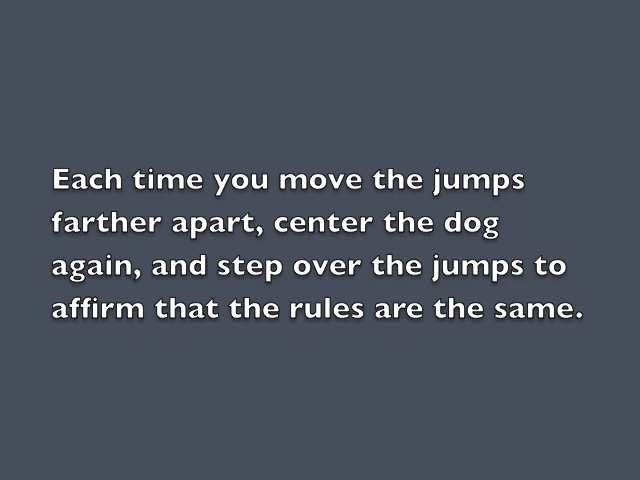 Each time you move the jumps
farther apart, center the dog
again, and step over the jumps to
affirm that the rules are the same.